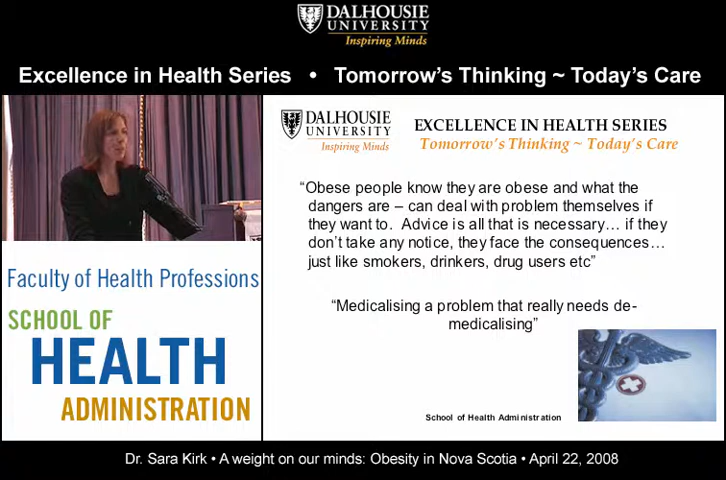 DALHOUSIE
UNIVERSITY
Inspiring Minds
Excellence in Health Series • Tomorrow's Thinking ~ Today's Care
DALHOUSIE
UNIVERSITY
Inspiring Minds
EXCELLENCE IN HEALTH SERIES
Tomorrow's Thinking ~ Today's Care
“Obese people know they are obese and what the
dangers are – can deal with problem themselves if
they want to. Advice is all that is necessary… if they
don't take any notice, they face the consequences…
just like smokers, drinkers, drug users etc”
“Medicalising a problem that really needs de-
medicalising”
School of Health Administration
Faculty of Health Professions
SCHOOL OF
HEALTH
ADMINISTRATION
Dr. Sara Kirk • A weight on our minds: Obesity in Nova Scotia • April 22, 2008